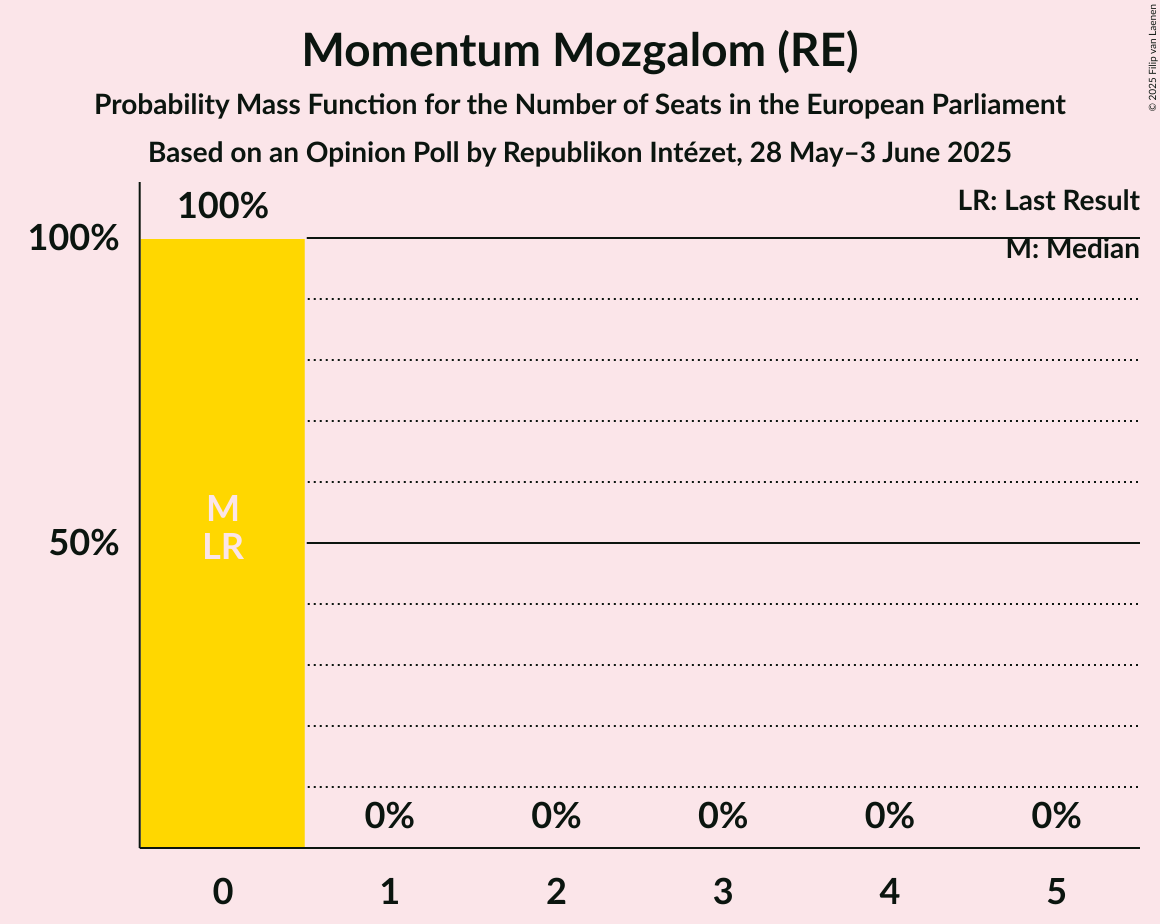 Momentum Mozgalom (RE)
Probability Mass Function for the Number of Seats in the European Parliament
Based on an Opinion Poll by Republikon Intézet, 28 May–3 June 2025
© 2025 Filip van Laenen
LR: Last Result
M: Median
100%
100%
50%
M
LR
0% 0% 0% 0% 0%
0 1 2 3 4 5